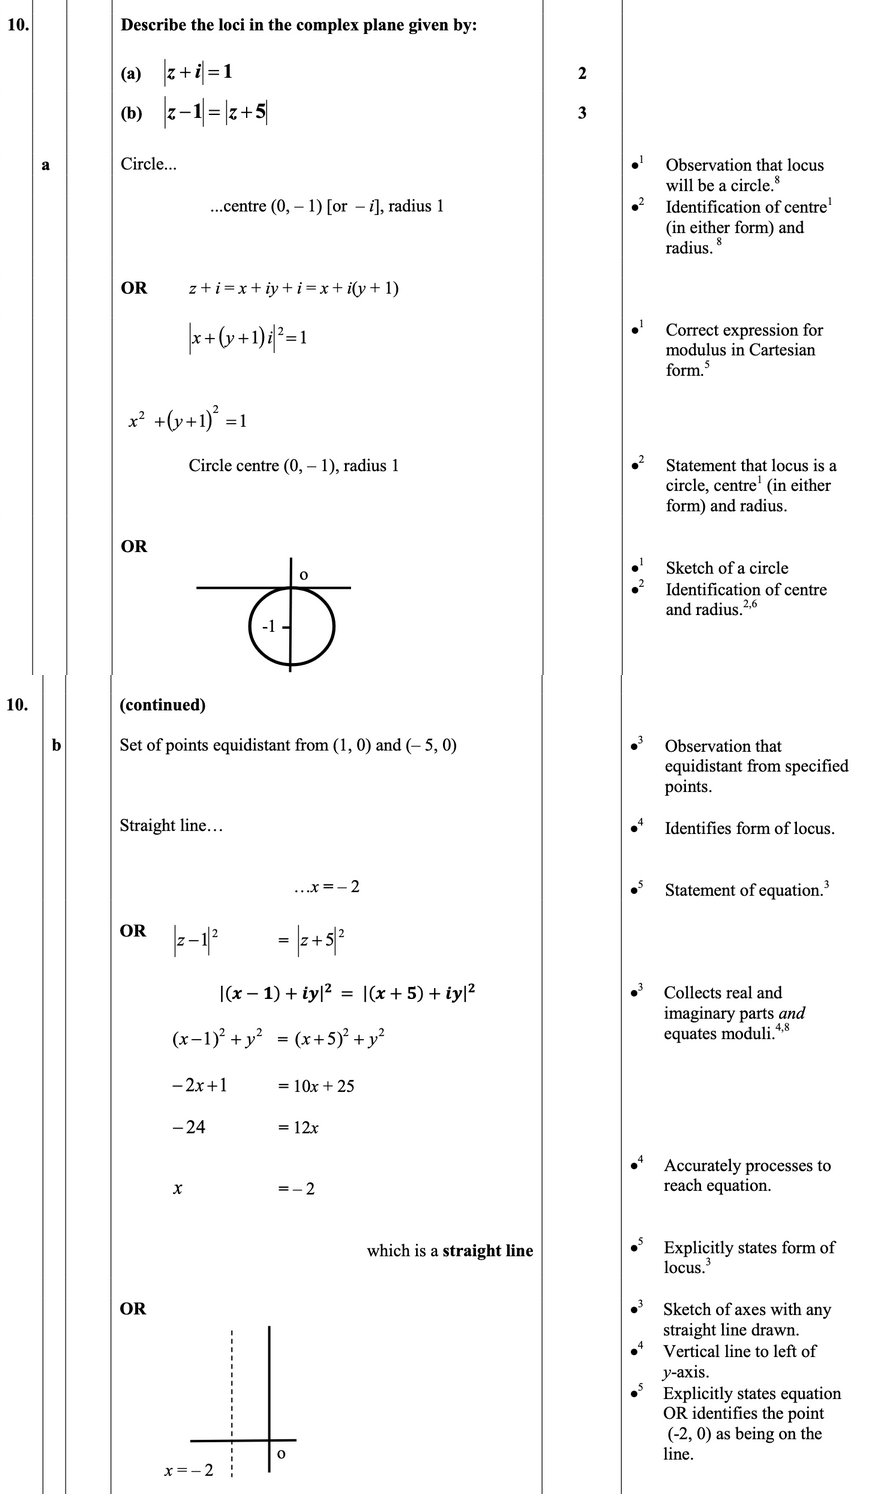 10. Describe the loci in the complex plane given by:
(a) |z + i| = 1 2
(b) |z − 1| = |z + 5| 3
a Circle... •¹ Observation that locus
will be a circle.⁸
...centre (0, – 1) [or – i], radius 1 •² Identification of centre¹
(in either form) and
radius. ⁸
OR z + i = x + iy + i = x + i(y + 1)
|x + (y + 1) i|² = 1 •¹ Correct expression for
modulus in Cartesian
form.⁵
x² + (y + 1)² = 1
Circle centre (0, – 1), radius 1 •² Statement that locus is a
circle, centre¹ (in either
form) and radius.
OR
o •¹ Sketch of a circle
•² Identification of centre
and radius.²,⁶
-1
10. (continued)
b Set of points equidistant from (1, 0) and (– 5, 0) •³ Observation that
equidistant from specified
points.
Straight line… •⁴ Identifies form of locus.
…x = – 2 •⁵ Statement of equation.³
OR |z − 1|² = |z + 5|²
|(x − 1) + iy|² = |(x + 5) + iy|² •³ Collects real and
imaginary parts and
equates moduli.⁴,⁸
(x − 1)² + y² = (x + 5)² + y²
− 2x + 1 = 10x + 25
− 24 = 12x
•⁴ Accurately processes to
x = – 2 reach equation.
which is a straight line •⁵ Explicitly states form of
locus.³
OR •³ Sketch of axes with any
straight line drawn.
•⁴ Vertical line to left of
y-axis.
•⁵ Explicitly states equation
OR identifies the point
(-2, 0) as being on the
o line.
x = – 2